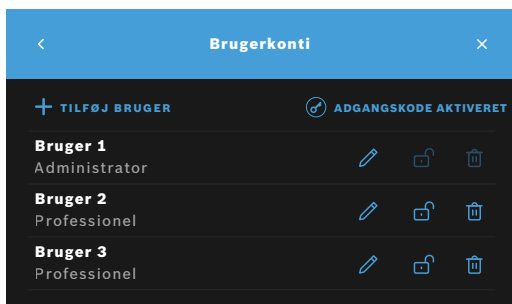 Brugerkonti
TILFØJ BRUGER
ADGANGSKODE AKTIVERET
Bruger 1
Administrator
Bruger 2
Professionel
Bruger 3
Professionel